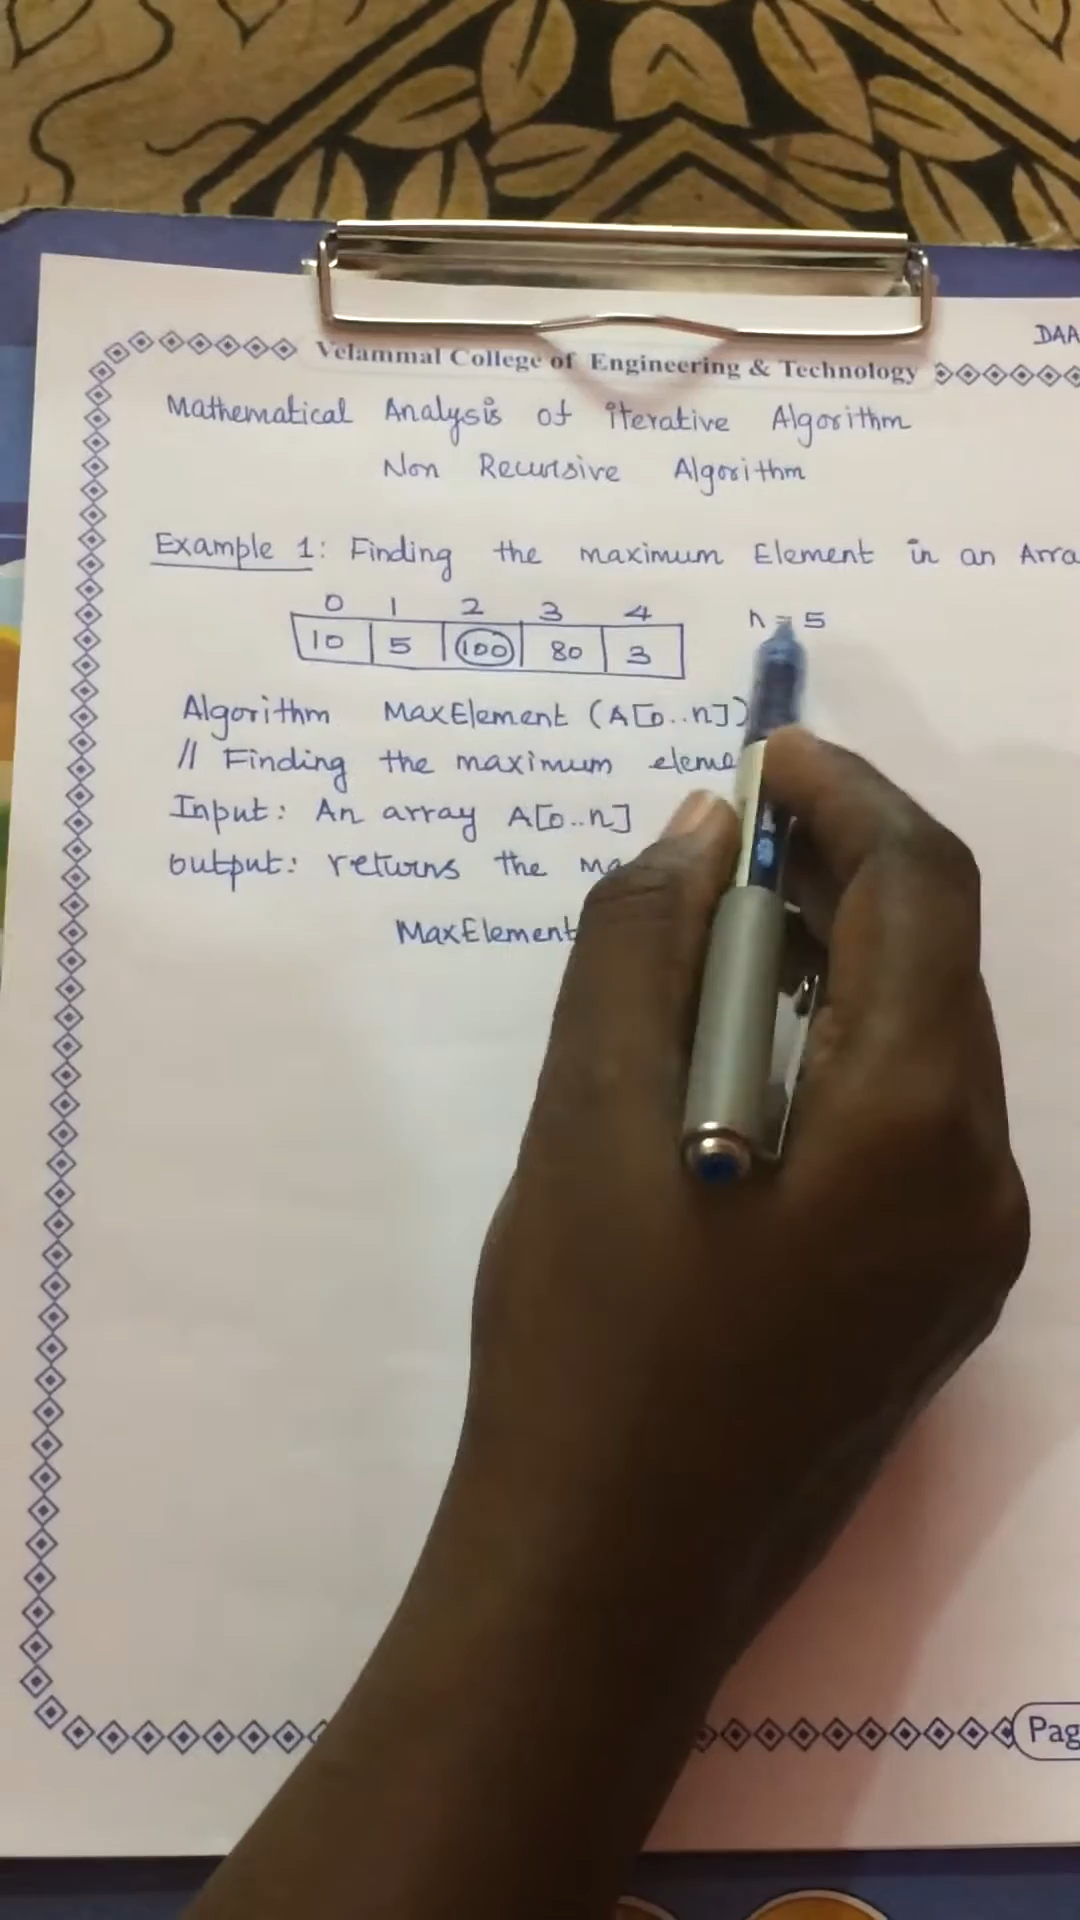 DAA
Velammal College of Engineering & Technology
Mathematical Analysis of iterative Algorithm
Non Recursive Algorithm
Example 1: Finding the maximum Element in an
0 1 2 3 4
10 5 100 80 3
n = 5
Algorithm MaxElement (A[0..n])
// Finding the maximum
Input: An array A[0..n]
output: returns the
MaxElement